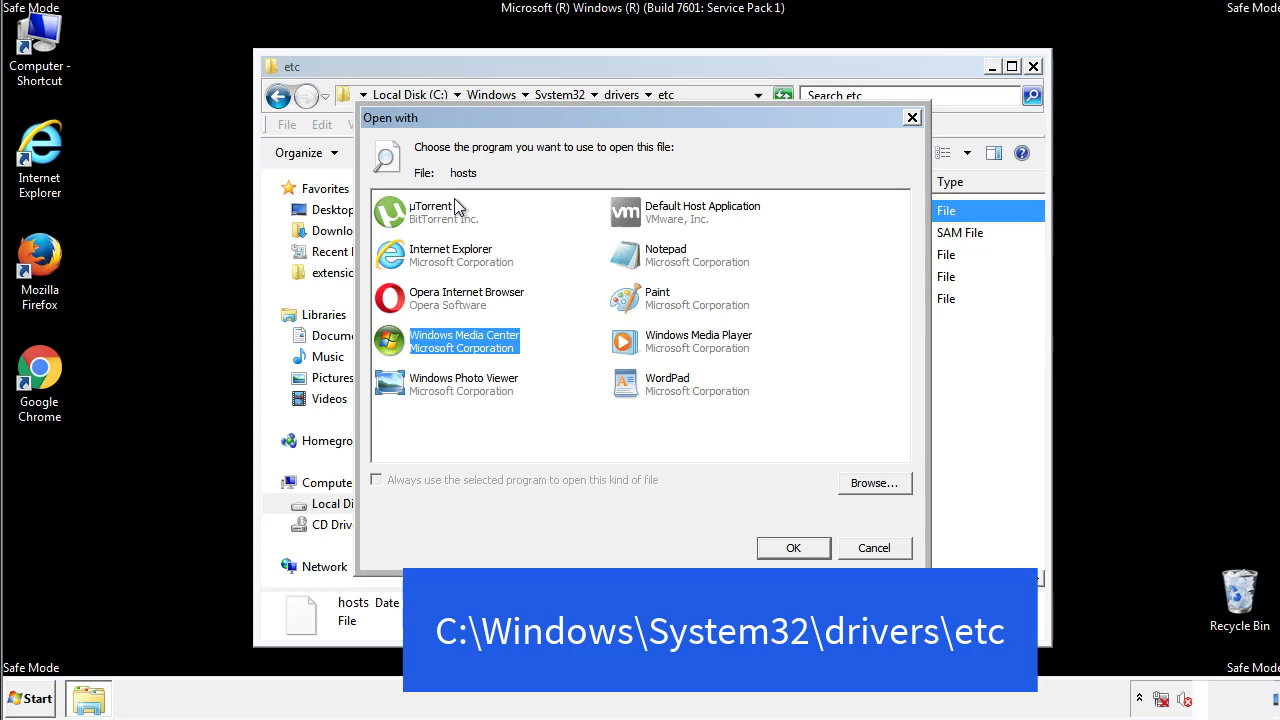 Safe Mode
Microsoft (R) Windows (R) (Build 7601: Service Pack 1)
Safe Mode
Computer -
Shortcut
Internet
Explorer
Mozilla
Firefox
Google
Chrome
etc
Local Disk (C:) Windows System32 drivers etc
Search etc
File Edit
Organize
Type
Favorites
Desktop
Downlo
Recent
extensio
Libraries
Docume
Music
Pictures
Videos
Homegro
Compute
Local Di
CD Drive
Network
File
SAM File
File
File
File
Open with
Choose the program you want to use to open this file:
File: hosts
µTorrent
BitTorrent Inc.
Default Host Application
VMware, Inc.
Internet Explorer
Microsoft Corporation
Notepad
Microsoft Corporation
Opera Internet Browser
Opera Software
Paint
Microsoft Corporation
Windows Media Center
Microsoft Corporation
Windows Media Player
Microsoft Corporation
Windows Photo Viewer
Microsoft Corporation
WordPad
Microsoft Corporation
Always use the selected program to open this kind of file
Browse...
OK
Cancel
hosts Date
File
C:\Windows\System32\drivers\etc
Recycle Bin
Safe Mode
Safe Mode
Start